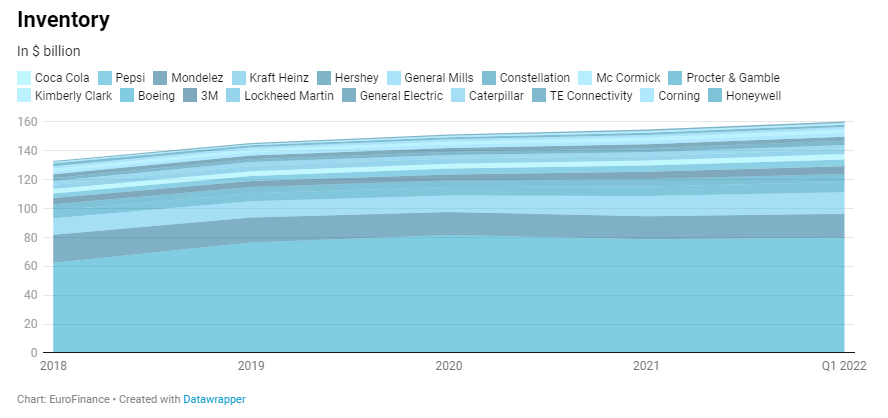 Inventory
In $ billion
Coca Cola Pepsi Mondelez Kraft Heinz Hershey General Mills Constellation Mc Cormick Procter & Gamble
Kimberly Clark Boeing 3M Lockheed Martin General Electric Caterpillar TE Connectivity Corning Honeywell
160
140
120
100
80
60
40
20
0
2018 2019 2020 2021 Q1 2022
Chart: EuroFinance • Created with Datawrapper